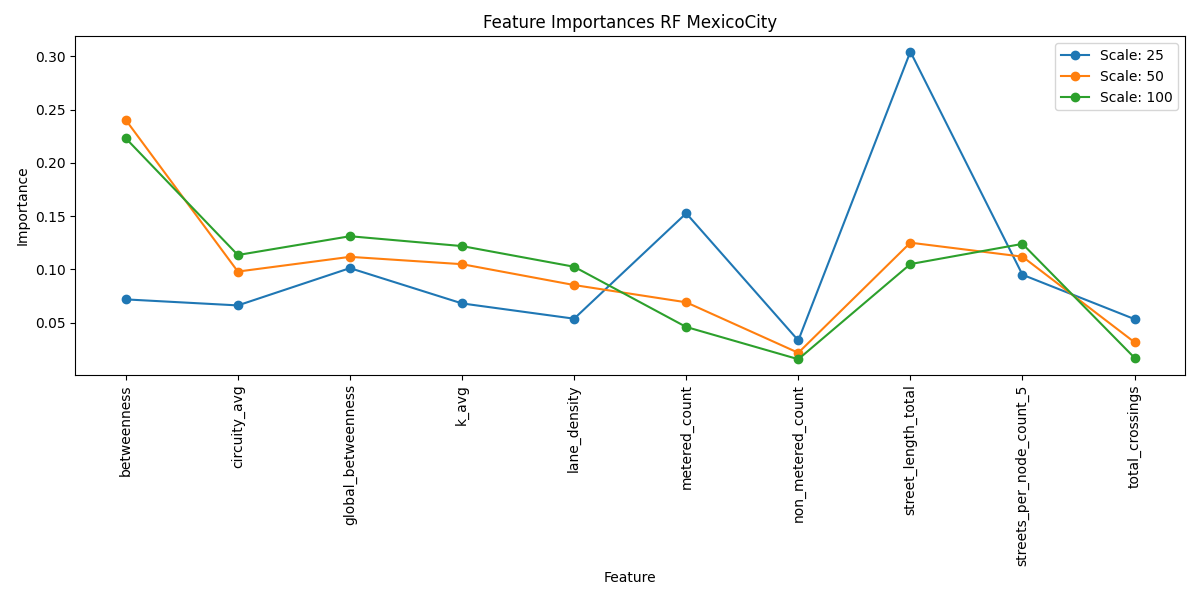 Feature Importances RF MexicoCity
Scale: 25
Scale: 50
Scale: 100
Importance
0.30
0.25
0.20
0.15
0.10
0.05
betweenness
circuity_avg
global_betweenness
k_avg
lane_density
metered_count
non_metered_count
street_length_total
streets_per_node_count_5
total_crossings
Feature